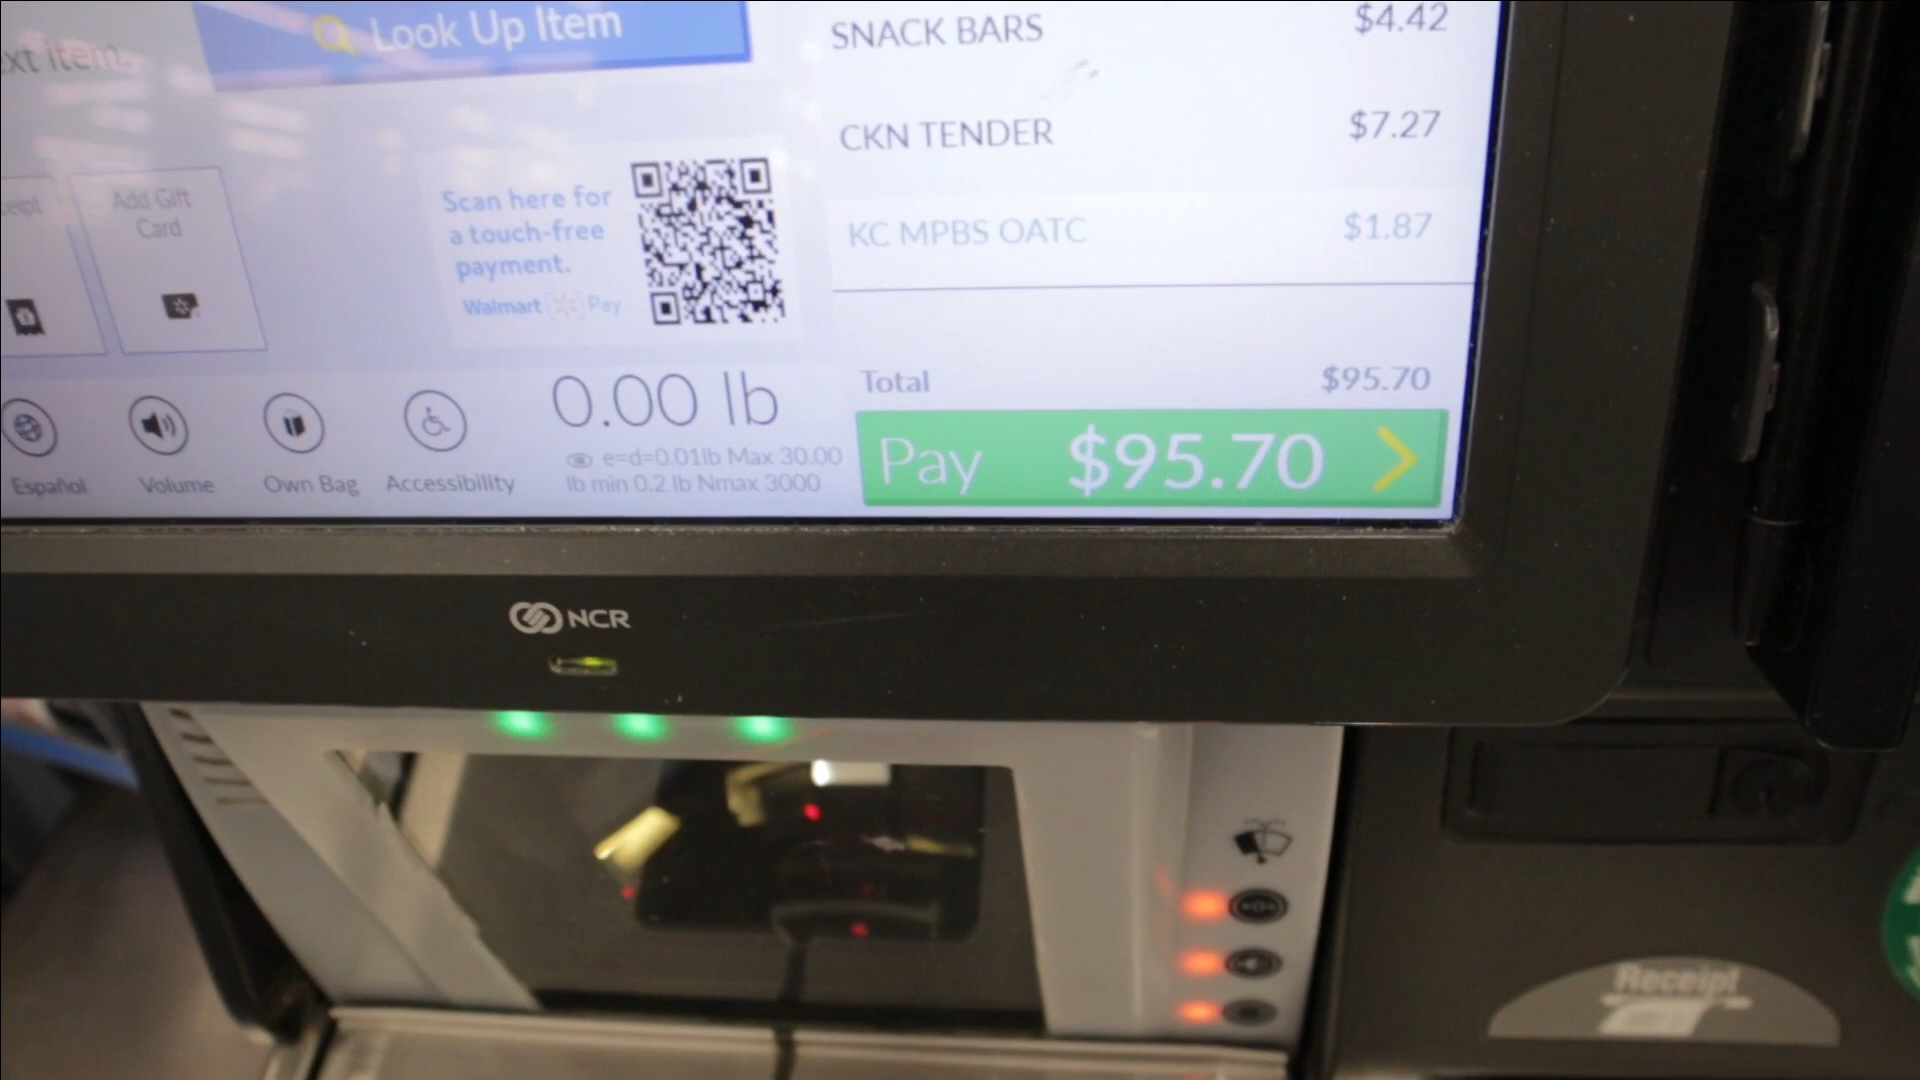 Look Up Item
ext item.
SNACK BARS $4.42
CKN TENDER $7.27
KC MPBS OATC $1.87
Add Gift
Card
Scan here for
a touch-free
payment.
Walmart Pay
Total $95.70
Pay $95.70
0.00 lb
e=d=0.01lb Max 30.00
lb min 0.2 lb Nmax 3000
Español
Volume
Own Bag
Accessibility
NCR
Receipt